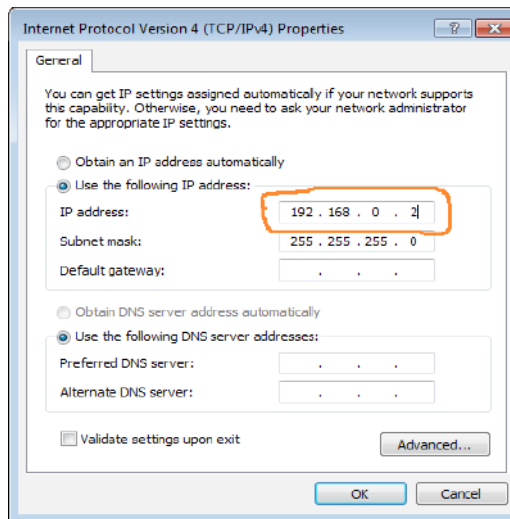 Internet Protocol Version 4 (TCP/IPv4) Properties
General
You can get IP settings assigned automatically if your network supports
this capability. Otherwise, you need to ask your network administrator
for the appropriate IP settings.
Obtain an IP address automatically
Use the following IP address:
IP address: 192 . 168 . 0 . 2
Subnet mask: 255 . 255 . 255 . 0
Default gateway: . . .
Obtain DNS server address automatically
Use the following DNS server addresses:
Preferred DNS server: . . .
Alternate DNS server: . . .
Validate settings upon exit
Advanced...
OK Cancel